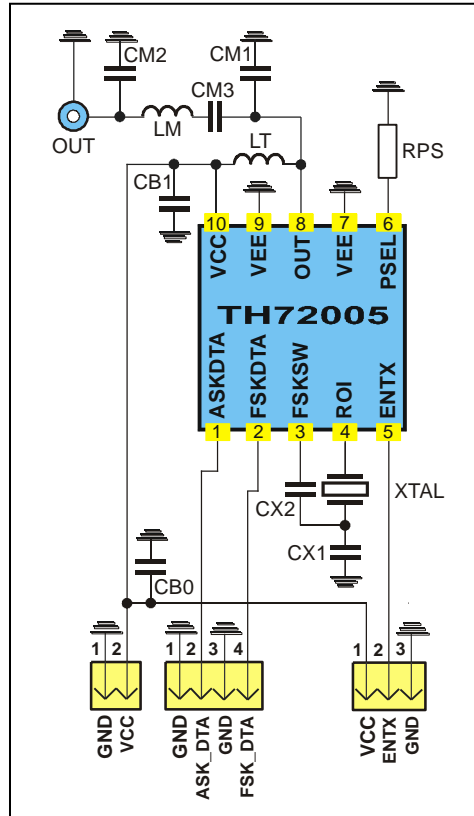 CM2
CM1
CM3
LM
OUT
LT
RPS
CB1
10 9 8 7 6
VCC VEE OUT VEE PSEL
TH72005
ASKDTA FSKDTA FSKSW ROI ENTX
1 2 3 4 5
XTAL
CX2
CX1
CB0
1 2
1 2 3 4
1 2 3
GND VCC
GND ASK_DTA GND FSK_DTA
VCC ENTX GND